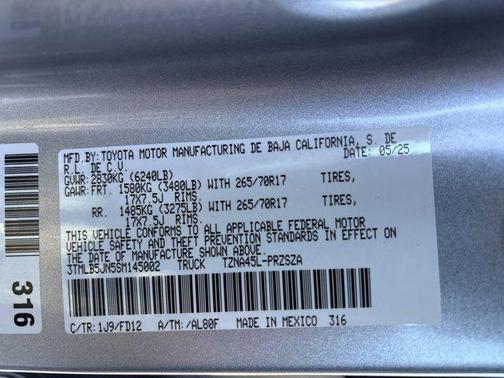 MFD.BY:TOYOTA MOTOR MANUFACTURING DE BAJA CALIFORNIA, S. DE
R.L. DE C.V. DATE: 05/25
GVWR: 2830KG (6240LB)
GAWR: FRT. 1580KG (3480LB) WITH 265/70R17 TIRES,
17X7.5J RIMS
RR. 1485KG (3275LB) WITH 265/70R17 TIRES,
17X7.5J RIMS
THIS VEHICLE CONFORMS TO ALL APPLICABLE FEDERAL MOTOR
VEHICLE SAFETY AND THEFT PREVENTION STANDARDS IN EFFECT ON
THE DATE OF MANUFACTURE SHOWN ABOVE.
3TMLB5JN5SM145002 TRUCK TZNA45L-PRZSZA
C/TR: 1J9/FD12 A/TM: /AL80F MADE IN MEXICO 316
316